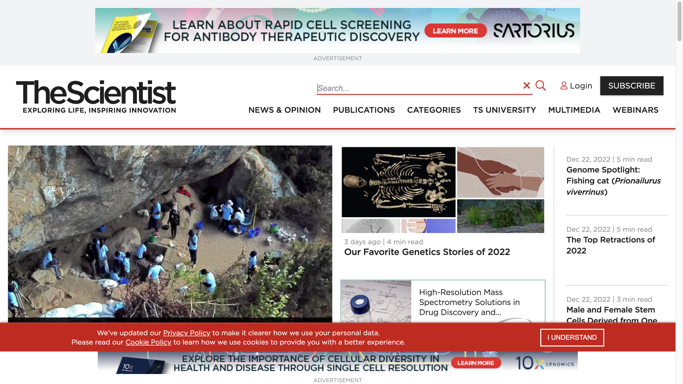 LEARN ABOUT RAPID CELL SCREENING
FOR ANTIBODY THERAPEUTIC DISCOVERY
LEARN MORE
SARTORIUS
ADVERTISEMENT
TheScientist
EXPLORING LIFE, INSPIRING INNOVATION
Search...
Login
SUBSCRIBE
NEWS & OPINION
PUBLICATIONS
CATEGORIES
TS UNIVERSITY
MULTIMEDIA
WEBINARS
3 days ago | 4 min read
Our Favorite Genetics Stories of 2022
High-Resolution Mass
Spectrometry Solutions in
Drug Discovery and...
Dec 22, 2022 | 5 min read
Genome Spotlight:
Fishing cat (Prionailurus
viverrinus)
Dec 22, 2022 | 5 min read
The Top Retractions of
2022
Dec 22, 2022 | 3 min read
Male and Female Stem
Cells Derived from One
We've updated our Privacy Policy to make it clearer how we use your personal data.
Please read our Cookie Policy to learn how we use cookies to provide you with a better experience.
I UNDERSTAND
EXPLORE THE IMPORTANCE OF CELLULAR DIVERSITY IN
HEALTH AND DISEASE THROUGH SINGLE CELL RESOLUTION
LEARN MORE
10X GENOMICS
ADVERTISEMENT